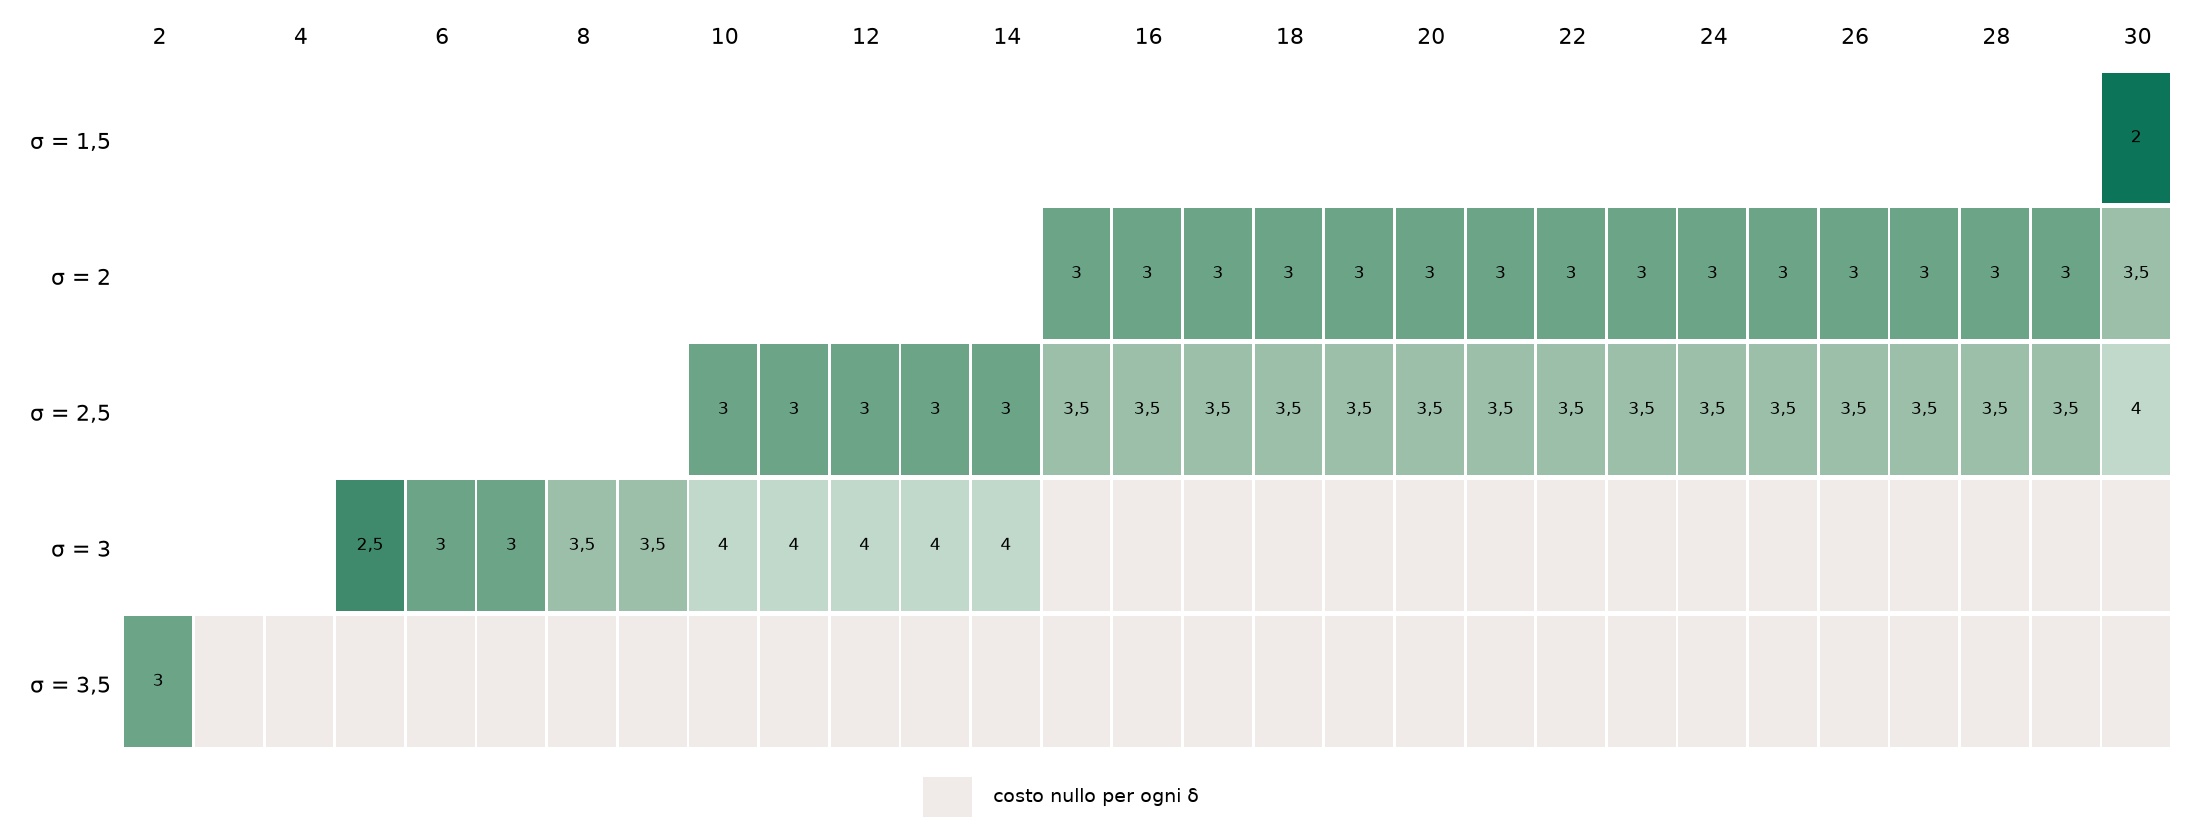 2 4 6 8 10 12 14 16 18 20 22 24 26 28 30
σ = 1,5 2
σ = 2 3 3 3 3 3 3 3 3 3 3 3 3 3 3 3 3,5
σ = 2,5 3 3 3 3 3 3,5 3,5 3,5 3,5 3,5 3,5 3,5 3,5 3,5 3,5 3,5 3,5 3,5 3,5 3,5 4
σ = 3 2,5 3 3 3,5 3,5 4 4 4 4 4
σ = 3,5 3
costo nullo per ogni δ